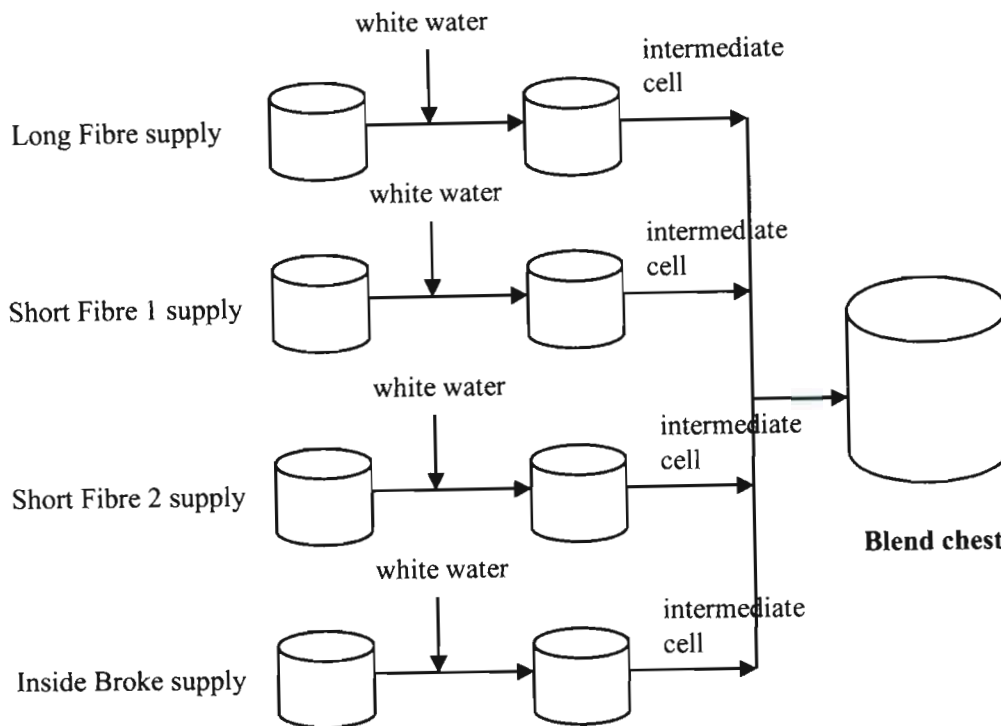 white water
intermediate
cell
Long Fibre supply
white water
intermediate
cell
Short Fibre 1 supply
white water
intermediate
cell
Short Fibre 2 supply
Blend chest
white water
intermediate
cell
Inside Broke supply